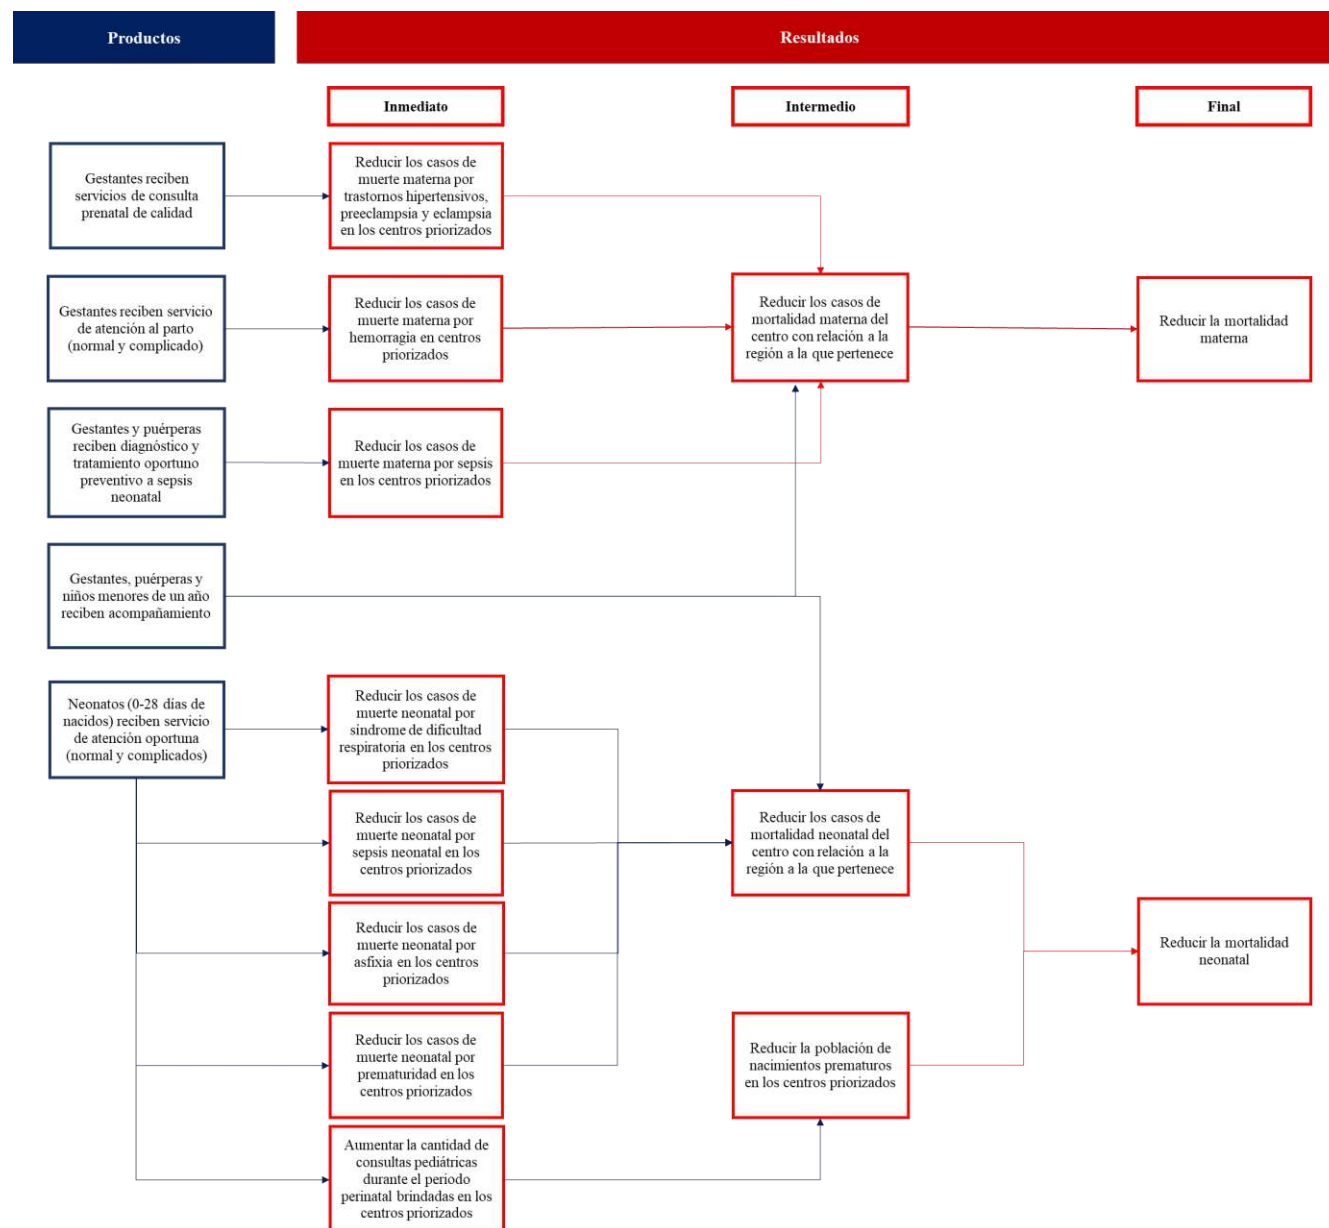 Productos
Resultados
Inmediato
Intermedio
Final
Gestantes reciben
servicios de consulta
prenatal de calidad
Reducir los casos de
muerte materna por
trastornos hipertensivos,
preeclampsia y eclampsia
en los centros priorizados
Gestantes reciben servicio
de atención al parto
(normal y complicado)
Reducir los casos de
muerte materna por
hemorragia en centros
priorizados
Reducir los casos de
mortalidad materna del
centro con relación a la
región a la que pertenece
Reducir la mortalidad
materna
Gestantes y puérperas
reciben diagnóstico y
tratamiento oportuno
preventivo a sepsis
neonatal
Reducir los casos de
muerte materna por sepsis
en los centros priorizados
Gestantes, puérperas y
niños menores de un año
reciben acompañamiento
Neonatos (0-28 días de
nacidos) reciben servicio
de atención oportuna
(normal y complicados)
Reducir los casos de
muerte neonatal por
síndrome de dificultad
respiratoria en los centros
priorizados
Reducir los casos de
muerte neonatal por
sepsis neonatal en los
centros priorizados
Reducir los casos de
mortalidad neonatal del
centro con relación a la
región a la que pertenece
Reducir los casos de
muerte neonatal por
asfixia en los centros
priorizados
Reducir la mortalidad
neonatal
Reducir los casos de
muerte neonatal por
prematuridad en los
centros priorizados
Reducir la población de
nacimientos prematuros
en los centros priorizados
Aumentar la cantidad de
consultas pediátricas
durante el periodo
perinatal brindadas en los
centros priorizados